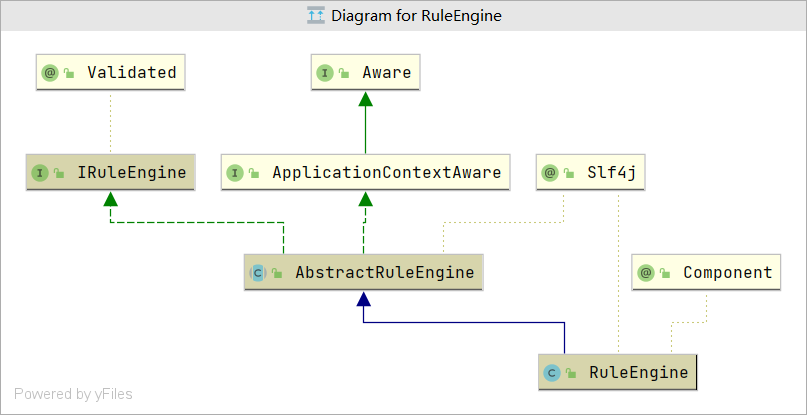 Diagram for RuleEngine
@ Validated
I Aware
I IRuleEngine
I ApplicationContextAware
@ Slf4j
C AbstractRuleEngine
@ Component
C RuleEngine
Powered by yFiles